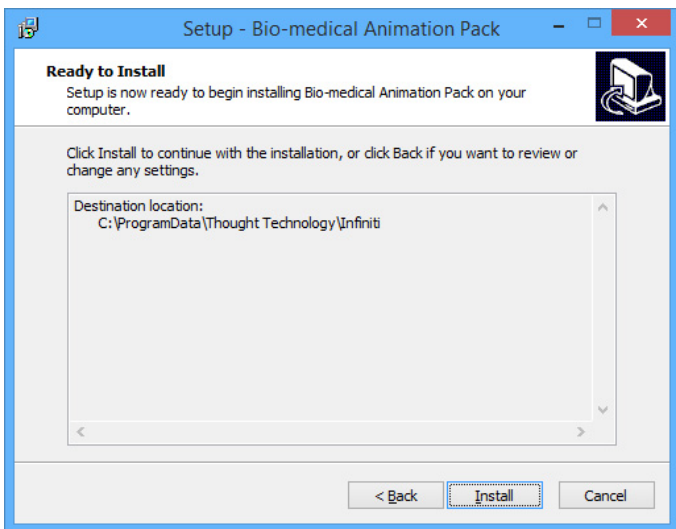 Setup - Bio-medical Animation Pack
Ready to Install
Setup is now ready to begin installing Bio-medical Animation Pack on your
computer.
Click Install to continue with the installation, or click Back if you want to review or
change any settings.
Destination location:
C:\ProgramData\Thought Technology\Infiniti
< Back
Install
Cancel